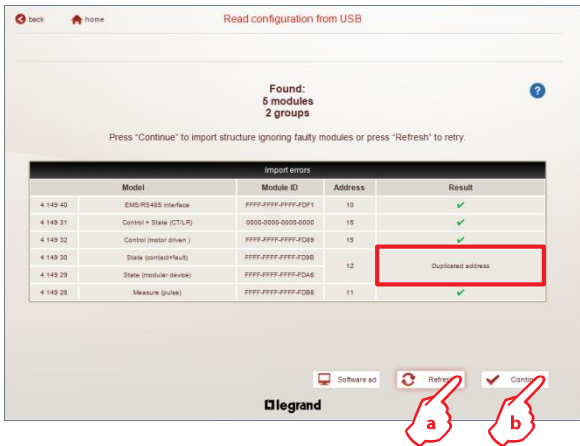 back home Read configuration from USB
Found:
5 modules
2 groups
?
Press "Continue" to import structure ignoring faulty modules or press "Refresh" to retry.
Import errors
Model Module ID Address Result
4 149 40 EMS/RS485 interface FFFF-FFFF-FFFF-FDF1 10
4 149 31 Control + State (CT/LR) 0000-0000-0000-0000 15
4 149 32 Control (motor driven ) FFFF-FFFF-FFFF-FD89 15
4 149 30 State (contact+fault) FFFF-FFFF-FFFF-FD9B
12 Duplicated address
4 149 29 State (modular device) FFFF-FFFF-FFFF-FDA6
4 149 26 Measure (pulse) FFFF-FFFF-FFFF-FDB8 11
Software ad Refres Contin
legrand
a b